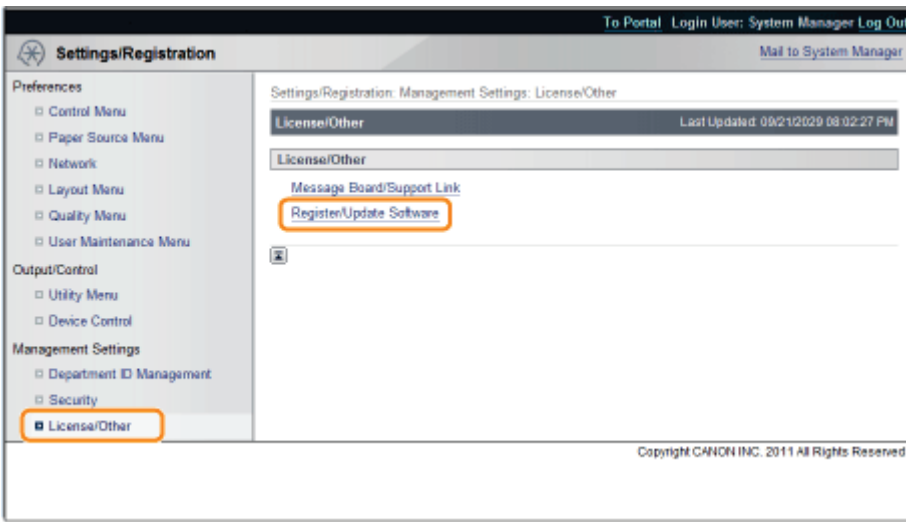 To Portal Login User: System Manager Log Out
Settings/Registration
Mail to System Manager
Preferences
Control Menu
Paper Source Menu
Network
Layout Menu
Quality Menu
User Maintenance Menu
Output/Control
Utility Menu
Device Control
Management Settings
Department ID Management
Security
License/Other
Settings/Registration: Management Settings: License/Other
License/Other
Last Updated: 09/21/2029 08:02:27 PM
License/Other
Message Board/Support Link
Register/Update Software
Copyright CANON INC. 2011 All Rights Reserved